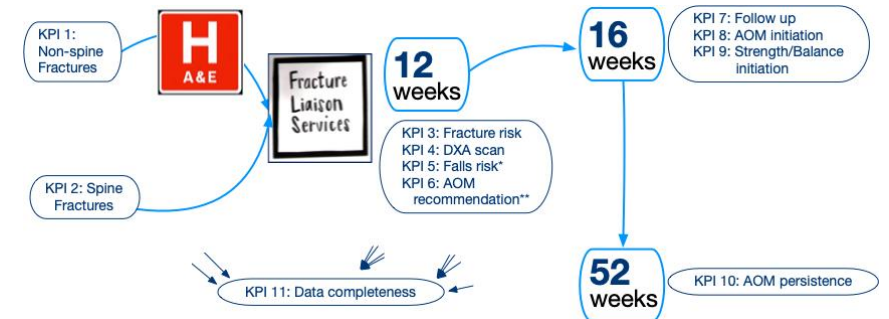 KPI 1:
Non-spine
Fractures
H
A&E
Fracture
Liaison
Services
12
weeks
16
weeks
KPI 7: Follow up
KPI 8: AOM initiation
KPI 9: Strength/Balance
initiation
KPI 3: Fracture risk
KPI 4: DXA scan
KPI 5: Falls risk*
KPI 6: AOM
recommendation**
KPI 2: Spine
Fractures
KPI 11: Data completeness
52
weeks
KPI 10: AOM persistence